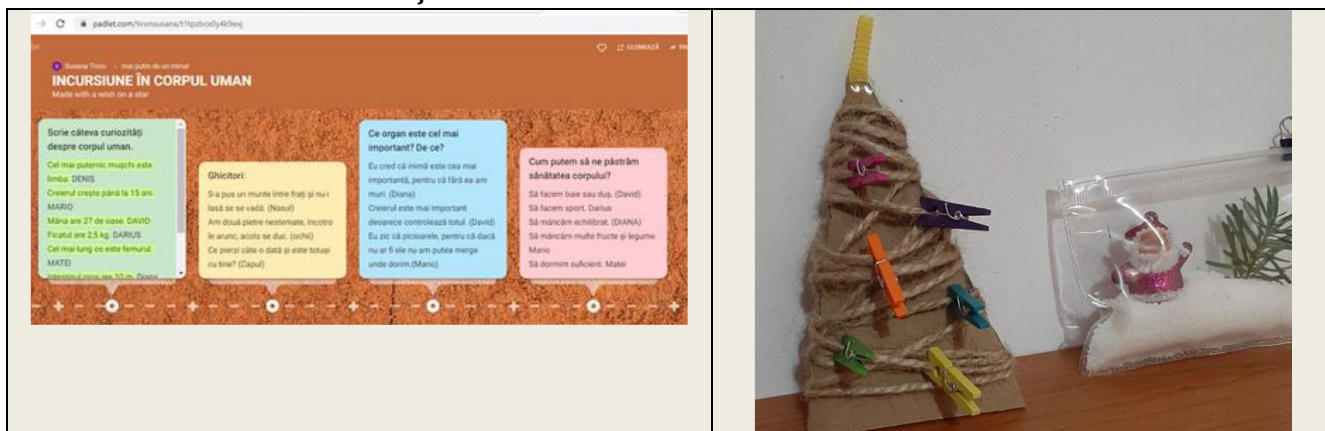 padlet.com/tironsusana/
CLONEAZĂ
Susana Tiron • mai puțin de un minut
INCURSIUNE ÎN CORPUL UMAN
Made with a wish on a star
Scrie câteva curiozități
despre corpul uman.
Cel mai puternic mușchi este
limba. DENIS
Creierul crește până la 15 ani.
MARIO
Mâna are 27 de oase. DAVID
Ficatul are 2,5 kg. DARIUS
Cel mai lung os este femurul.
MATEI
Intestinul gros are 10 m. Diana
Ghicitori:
S-a pus un munte între frați și nu-i
lasă se se vadă. (Nasul)
Am două pietre nestemate, încotro
le arunc, acolo se duc. (ochii)
Ce pierzi câte o dată și este totuși
cu tine? (Capul)
Ce organ este cel mai
important? De ce?
Eu cred că inimă este cea mai
importantă, pentru că fără ea am
muri. (Diana)
Creierul este mai important
deoarece controlează totul. (David)
Eu zic că picioarele, pentru că dacă
nu ar fi ele nu am putea merge
unde dorim.(Mario)
Cum putem să ne păstrăm
sănătatea corpului?
Să facem baie sau duș. (David)
Să facem sport. Darius
Să mâncăm echilibrat. (DIANA)
Să mâncăm multe fructe și legume.
Mario
Să dormim suficient. Matei